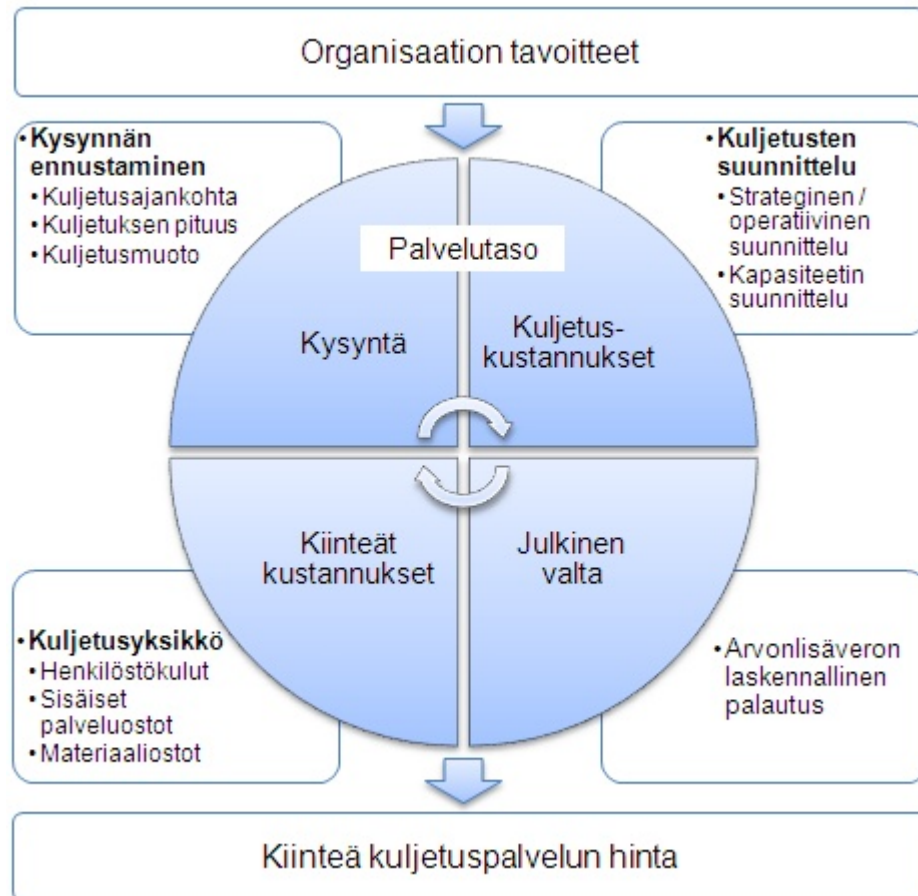 Organisaation tavoitteet
•Kysynnän
ennustaminen
•Kuljetusajankohta
•Kuljetuksen pituus
•Kuljetusmuoto
•Kuljetusten
suunnittelu
•Strateginen /
operatiivinen
suunnittelu
•Kapasiteetin
suunnittelu
Palvelutaso
Kysyntä
Kuljetus-
kustannukset
Kiinteät
kustannukset
Julkinen
valta
•Kuljetusyksikkö
•Henkilöstökulut
•Sisäiset
palveluostot
•Materiaaliostot
•Arvonlisäveron
laskennallinen
palautus
Kiinteä kuljetuspalvelun hinta